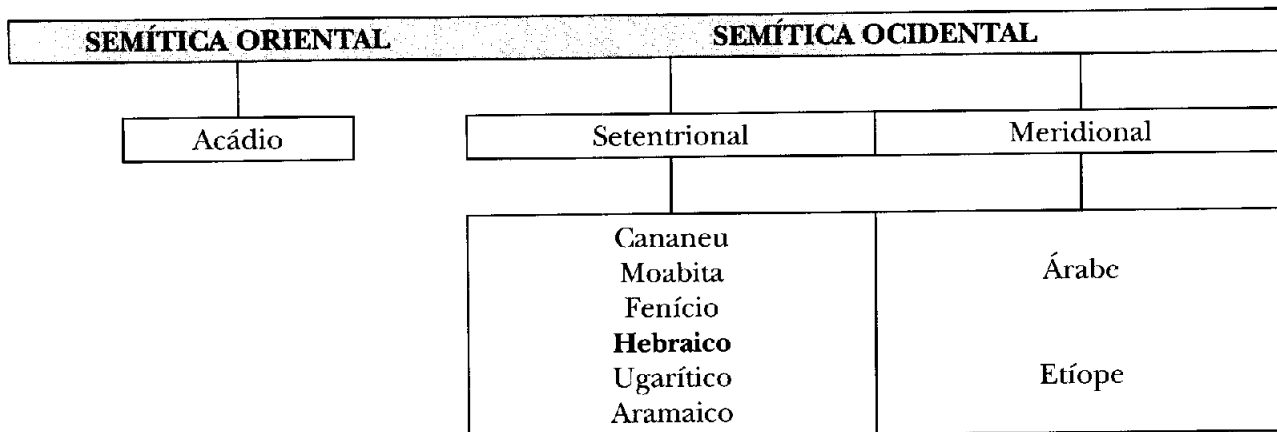 SEMÍTICA ORIENTAL SEMÍTICA OCIDENTAL
Acádio Setentrional Meridional
Cananeu
Moabita
Fenício
Hebraico
Ugarítico
Aramaico
Árabe
Etíope